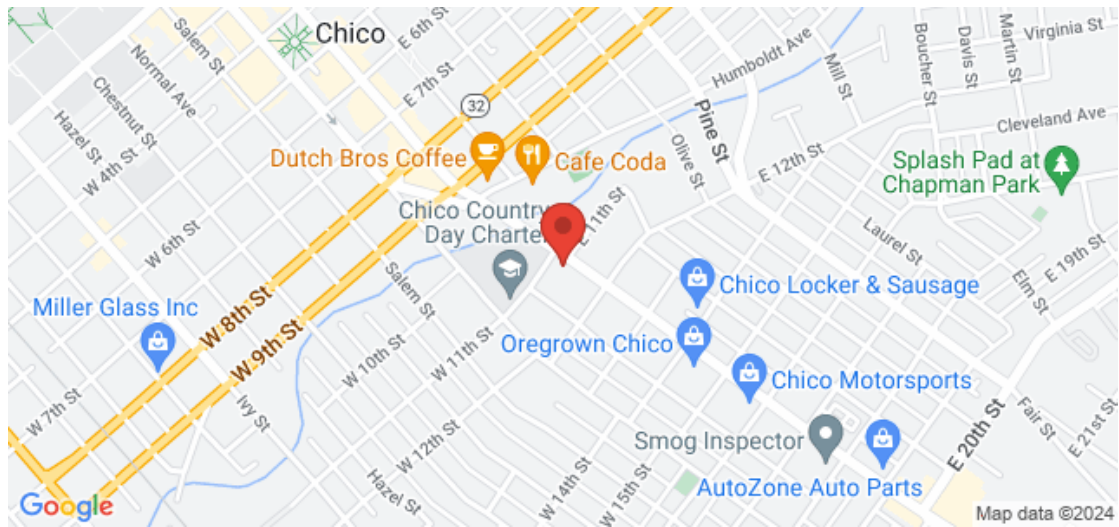 Chico
E 6th St
Salem St
Normal Ave
E 7th St
Hazel St
Chestnut St
W 4th St
32
Dutch Bros Coffee
Cafe Coda
Humboldt Ave
Mill St
Boucher St
Davis St
Martin St
Virginia St
Cleveland Ave
Pine St
Olive St
E 12th St
Splash Pad at
Chapman Park
Chico Country
Day Charter
E 11th St
W 6th St
Salem St
Laurel St
E 19th St
Elm St
Miller Glass Inc
W 8th St
W 9th St
Chico Locker & Sausage
Oregrown Chico
Chico Motorsports
W 10th St
W 11th St
W 7th St
Ivy St
W 12th St
Hazel St
W 14th St
W 15th St
Smog Inspector
AutoZone Auto Parts
E 20th St
Fair St
E 21st St
Google
Map data ©2024